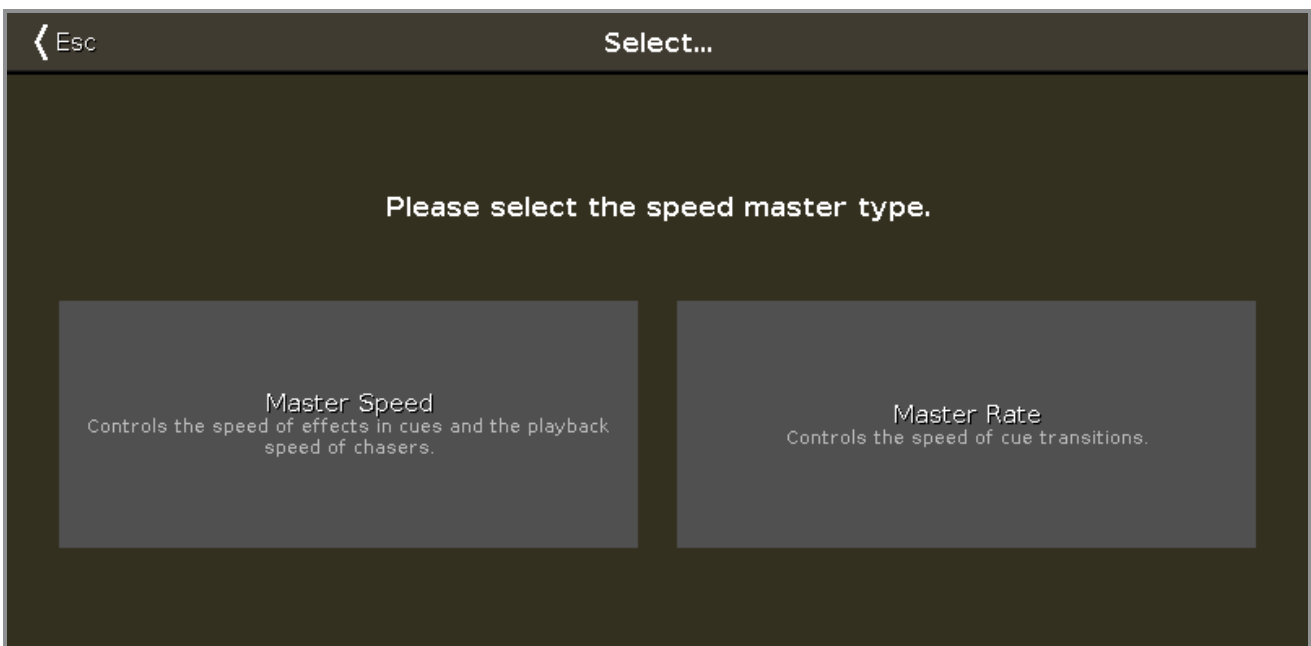 Esc
Select...
Please select the speed master type.
Master Speed
Controls the speed of effects in cues and the playback
speed of chasers.
Master Rate
Controls the speed of cue transitions.